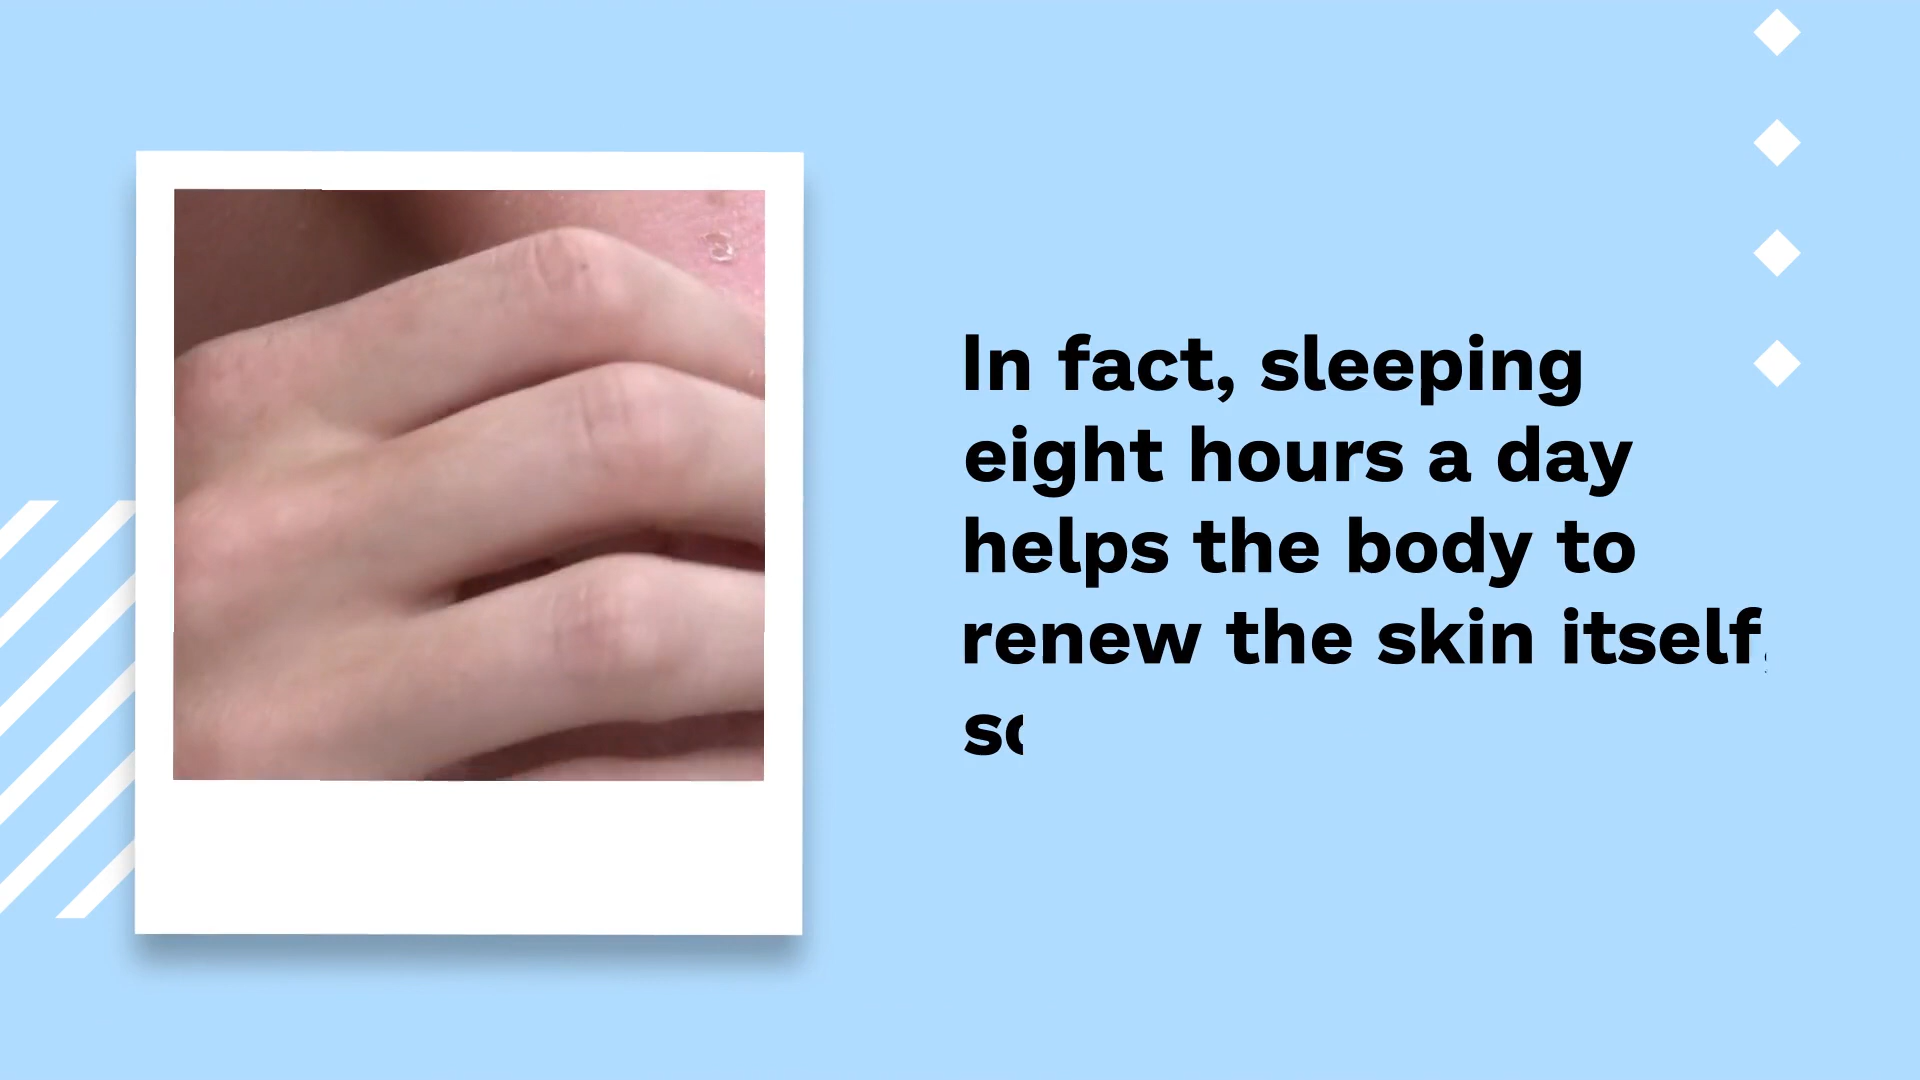 In fact, sleeping
eight hours a day
helps the body to
renew the skin itself